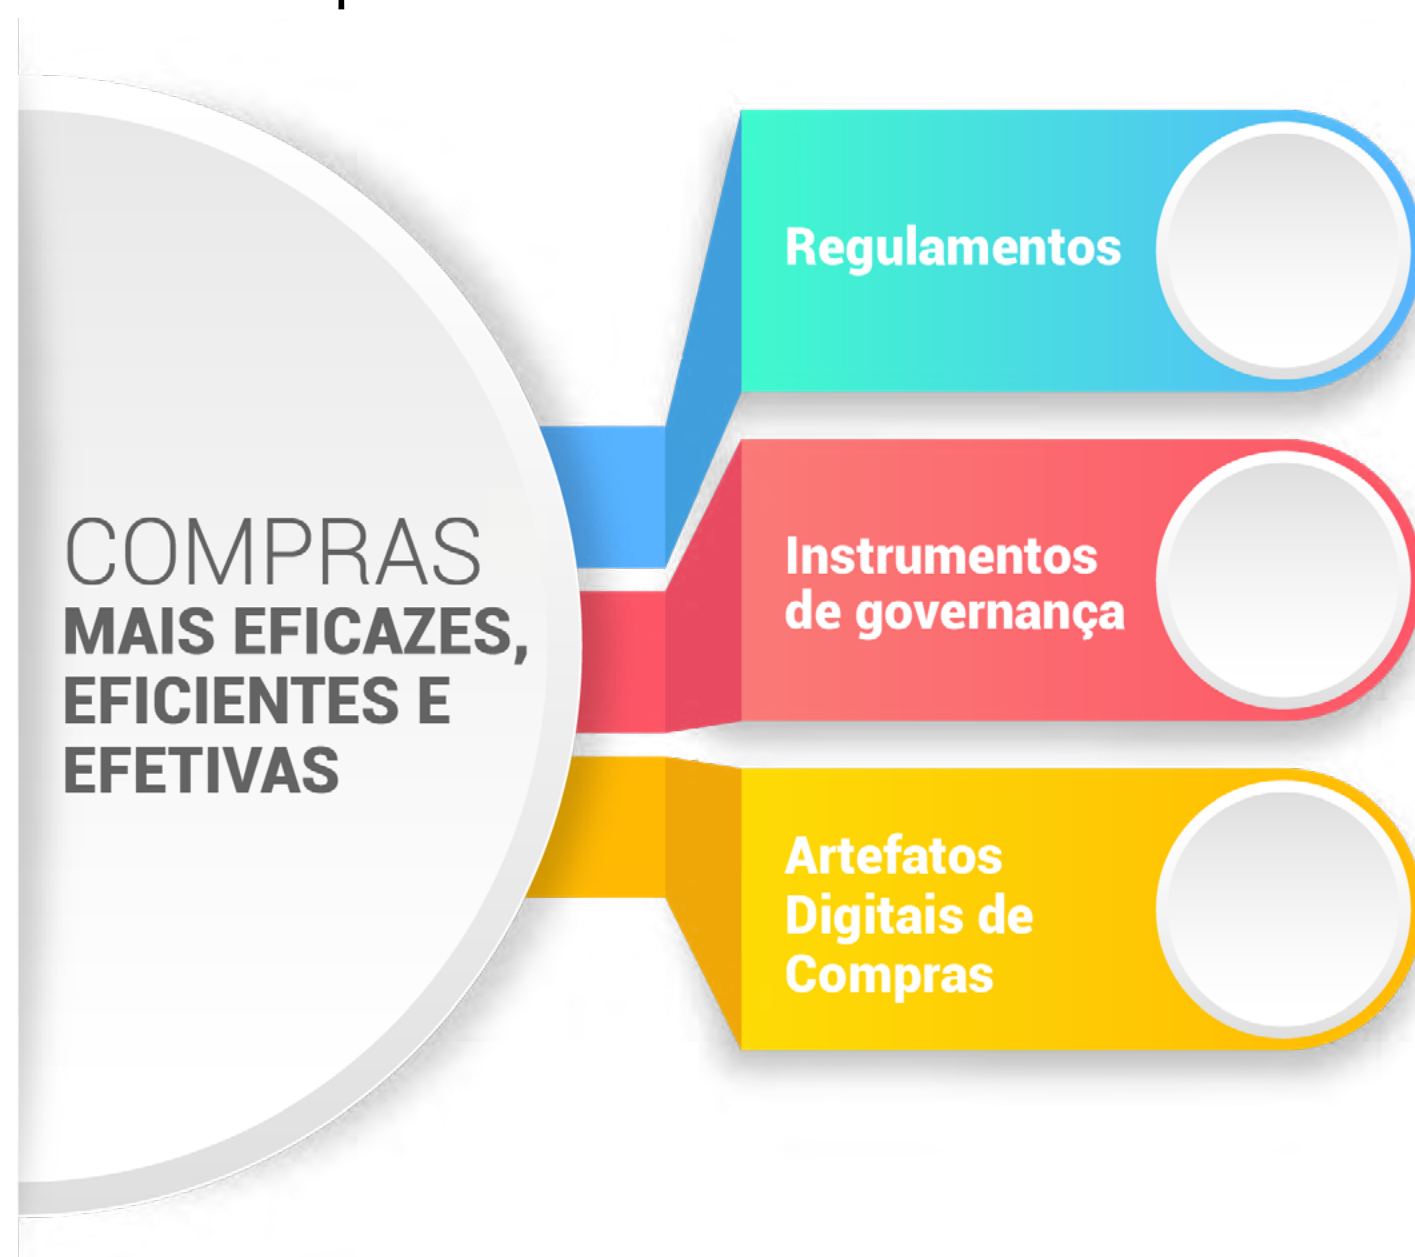 COMPRAS
MAIS EFICAZES,
EFICIENTES E
EFETIVAS
Regulamentos
Instrumentos
de governança
Artefatos
Digitais de
Compras